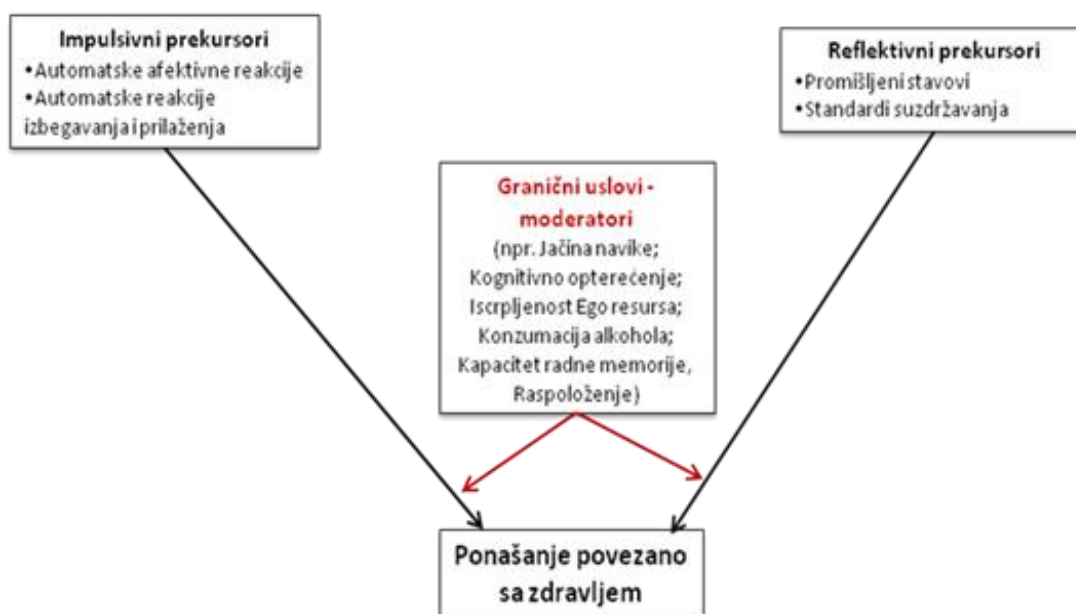 Impulsivni prekursori
•Automatske afektivne reakcije
•Automatske reakcije
izbegavanja i prilaženja
Reflektivni prekursori
•Promišljeni stavovi
•Standardi suzdržavanja
Granični uslovi -
moderatori
(npr. Jačina navike;
Kognitivno opterećenje;
Iscrpljenost Ego resursa;
Konzumacija alkohola;
Kapacitet radne memorije,
Raspoloženje)
Ponašanje povezano
sa zdravljem